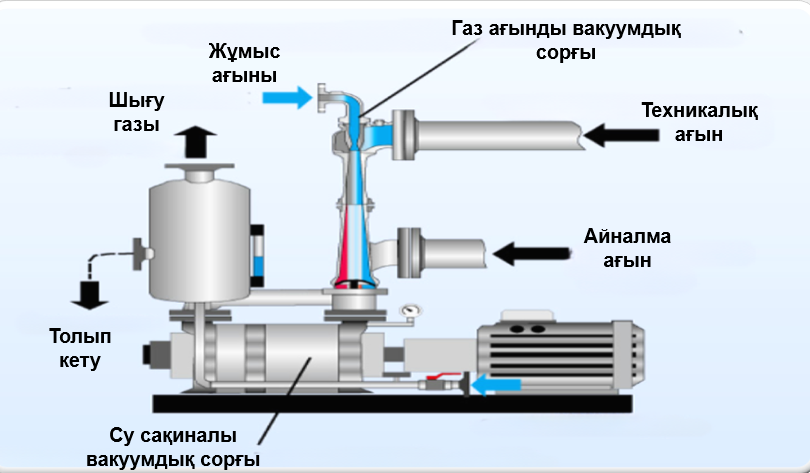 Газ ағынды вакуумдық
сорғы
Жұмыс
ағыны
Шығу
газы
Техникалық
ағын
Айналма
ағын
Толып
кету
Су сақиналы
вакуумдық сорғы